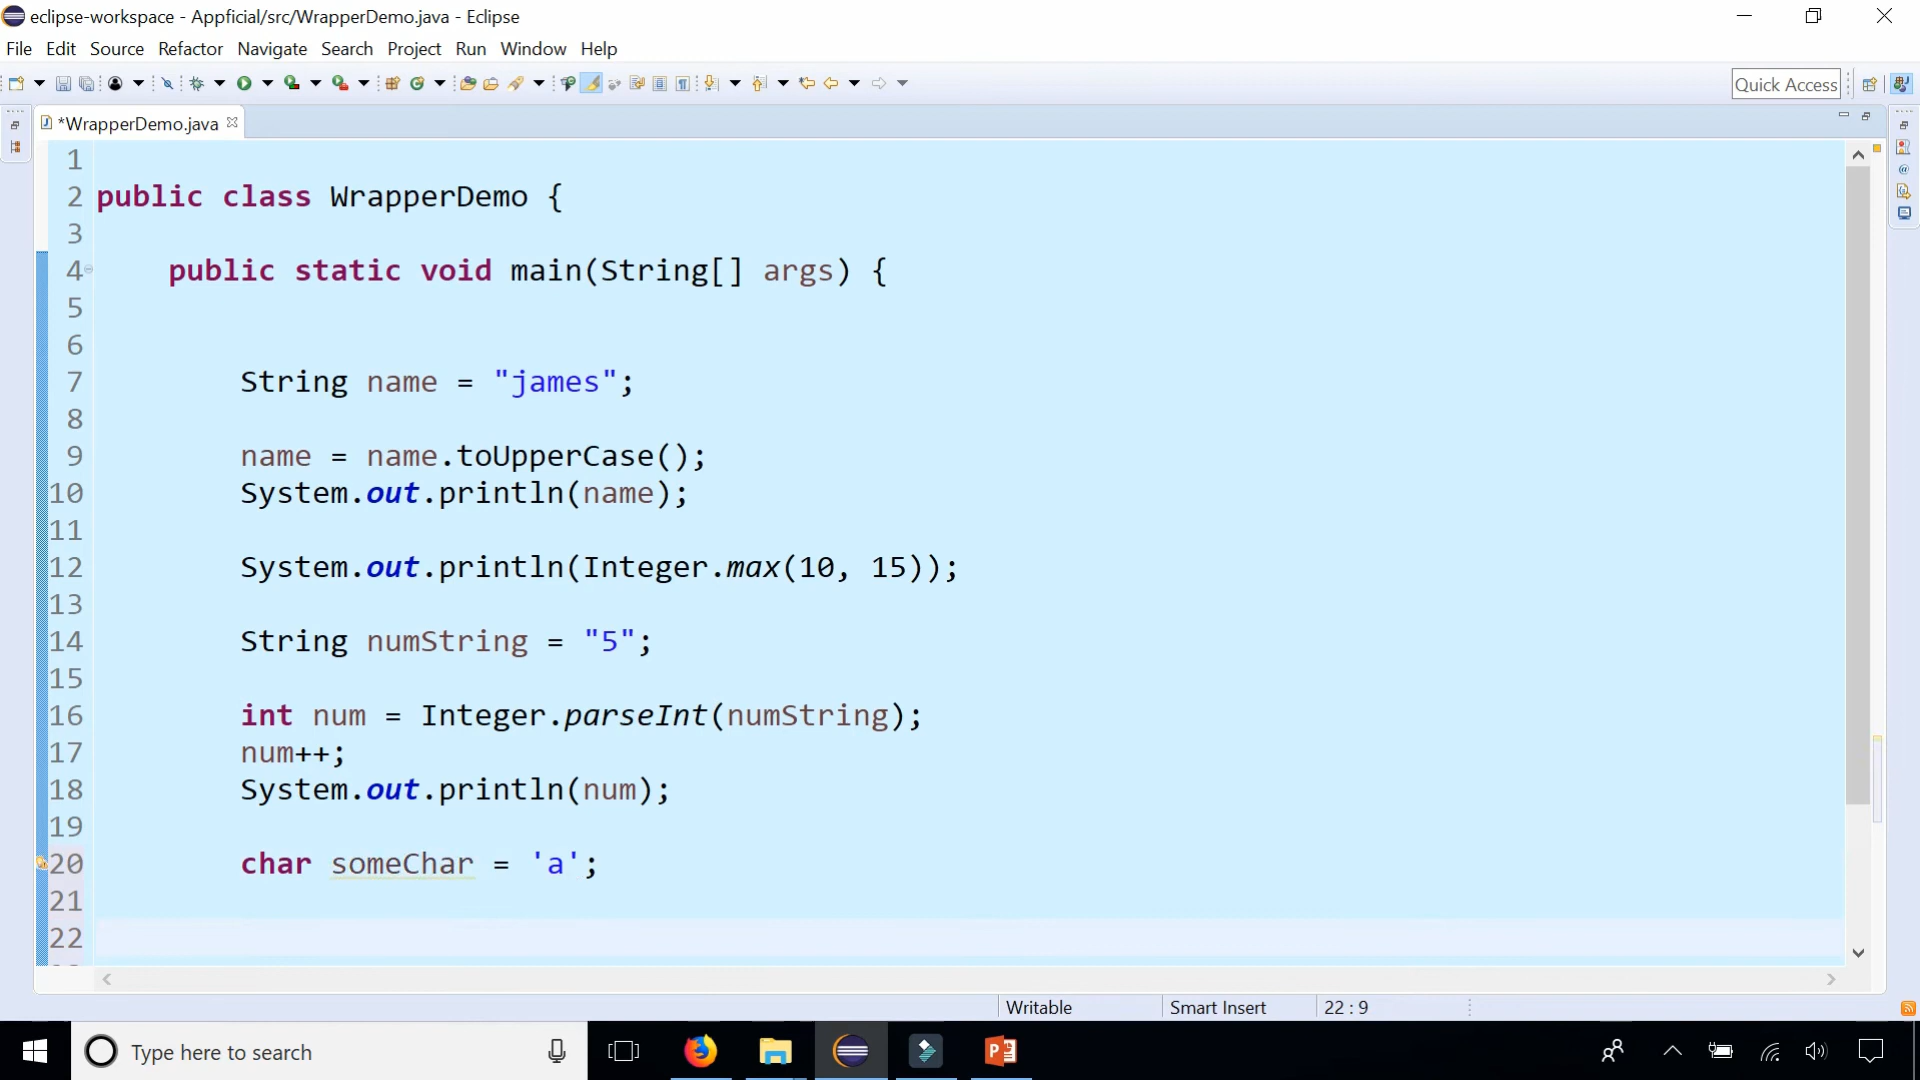 eclipse-workspace - Appficial/src/WrapperDemo.java - Eclipse
File Edit Source Refactor Navigate Search Project Run Window Help
Quick Access
*WrapperDemo.java
1
2 public class WrapperDemo {
3
4 public static void main(String[] args) {
5
6
7 String name = "james";
8
9 name = name.toUpperCase();
10 System.out.println(name);
11
12 System.out.println(Integer.max(10, 15));
13
14 String numString = "5";
15
16 int num = Integer.parseInt(numString);
17 num++;
18 System.out.println(num);
19
20 char someChar = 'a';
21
22
Writable Smart Insert 22 : 9
Type here to search